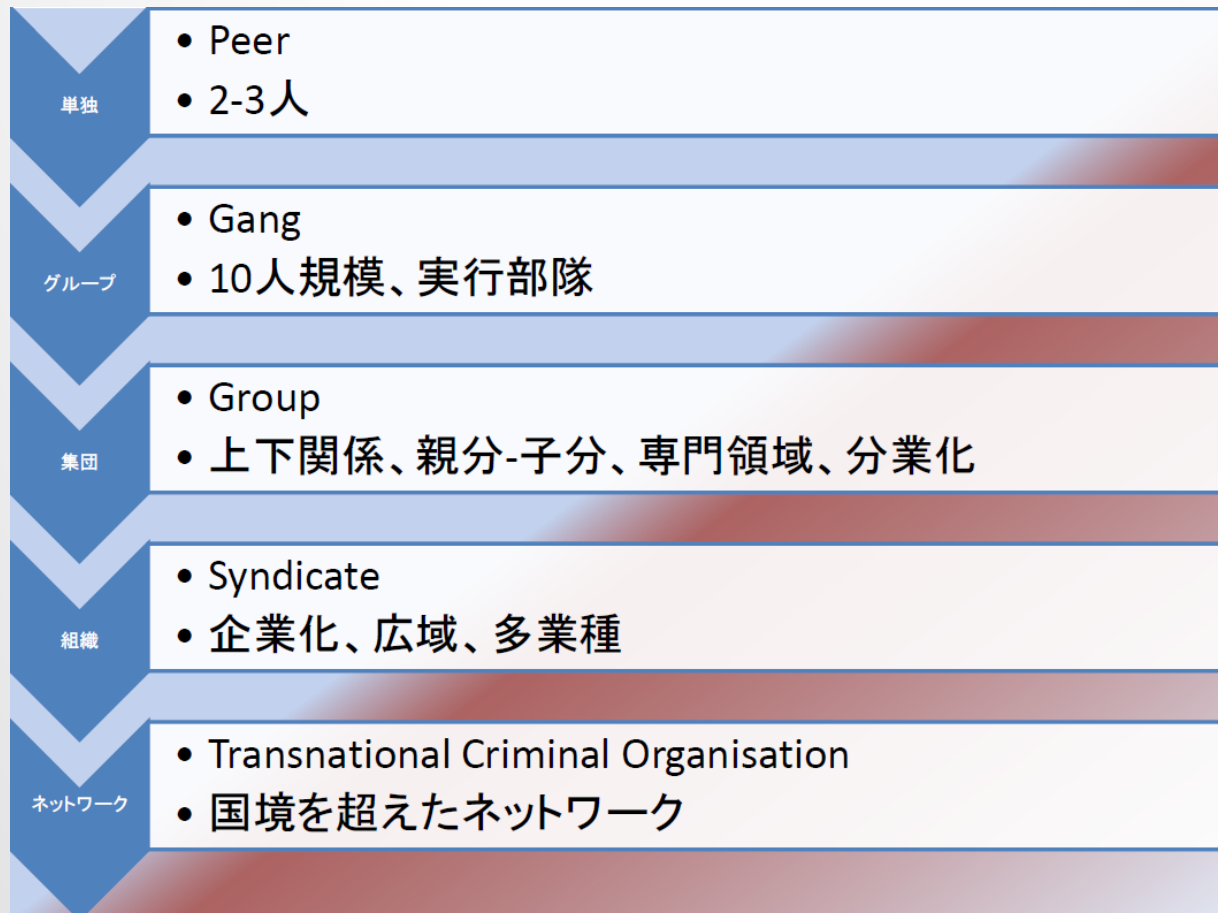 単独
• Peer
• 2-3人
グループ
• Gang
• 10人規模、実行部隊
集団
• Group
• 上下関係、親分-子分、専門領域、分業化
組織
• Syndicate
• 企業化、広域、多業種
ネットワーク
• Transnational Criminal Organisation
• 国境を超えたネットワーク